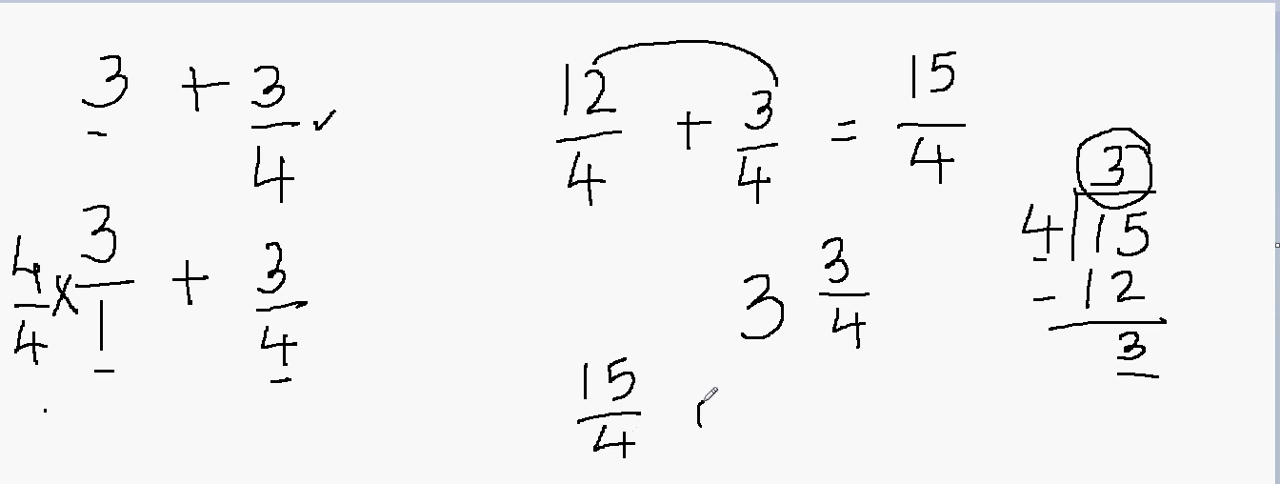 3 + 3/4 ✓
4/4 × 3/1 + 3/4
12/4 + 3/4 = 15/4
3 3/4
15/4
3
4 15
- 12
3